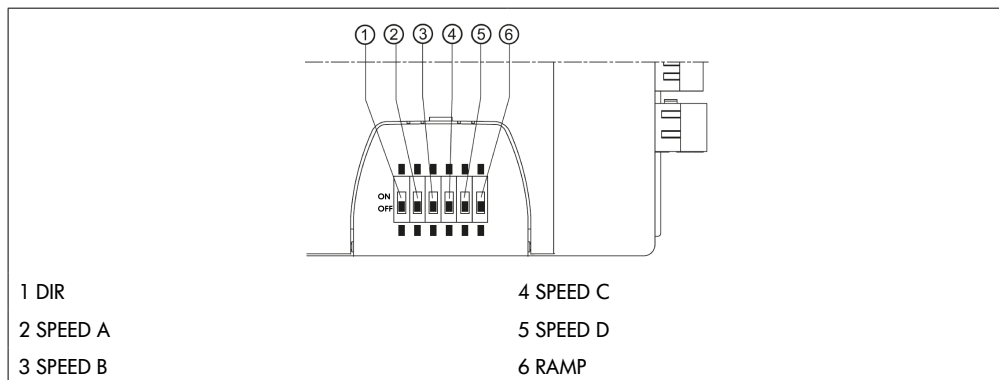 ① ② ③ ④ ⑤ ⑥
ON
OFF
1 DIR
2 SPEED A
3 SPEED B
4 SPEED C
5 SPEED D
6 RAMP